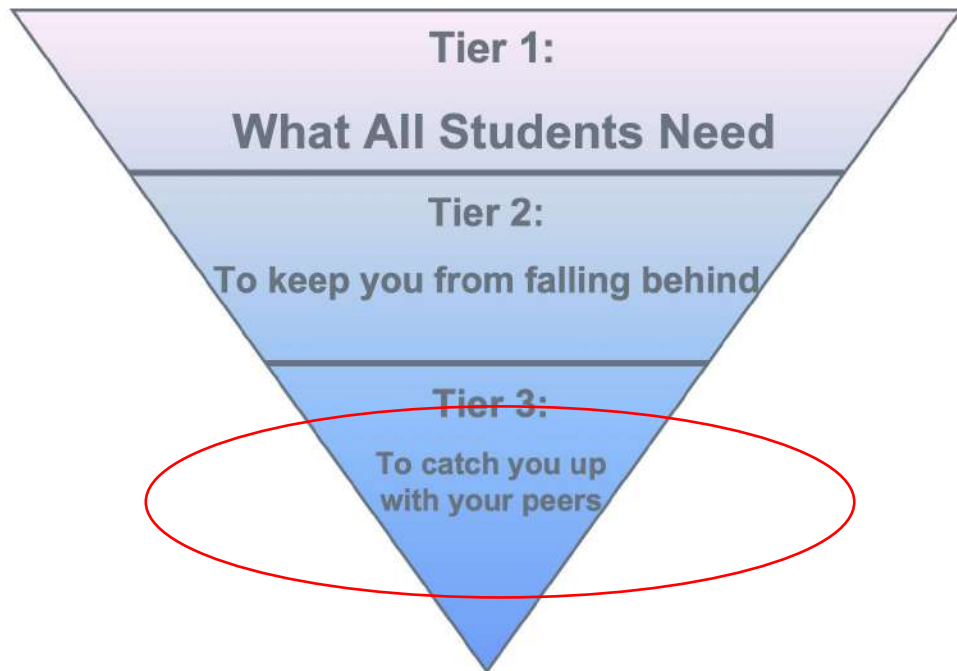 Tier 1:
What All Students Need
Tier 2:
To keep you from falling behind
Tier 3:
To catch you up
with your peers